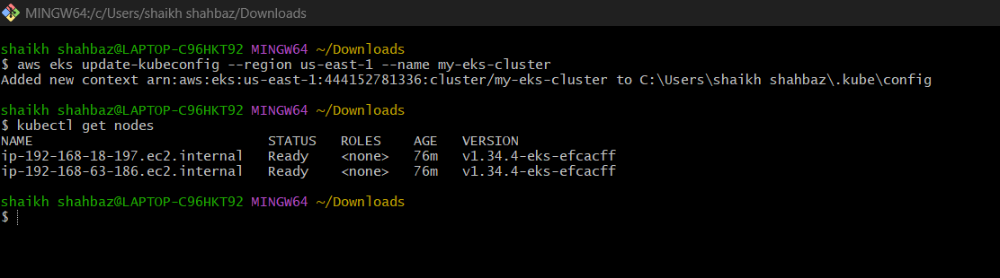 MINGW64:/c/Users/shaikh shahbaz/Downloads
shaikh shahbaz@LAPTOP-C96HKT92 MINGW64 ~/Downloads
$ aws eks update-kubeconfig --region us-east-1 --name my-eks-cluster
Added new context arn:aws:eks:us-east-1:444152781336:cluster/my-eks-cluster to C:\Users\shaikh shahbaz\.kube\config
shaikh shahbaz@LAPTOP-C96HKT92 MINGW64 ~/Downloads
$ kubectl get nodes
NAME                             STATUS   ROLES    AGE   VERSION
ip-192-168-18-197.ec2.internal   Ready    <none>   76m   v1.34.4-eks-efcacff
ip-192-168-63-186.ec2.internal   Ready    <none>   76m   v1.34.4-eks-efcacff
shaikh shahbaz@LAPTOP-C96HKT92 MINGW64 ~/Downloads
$